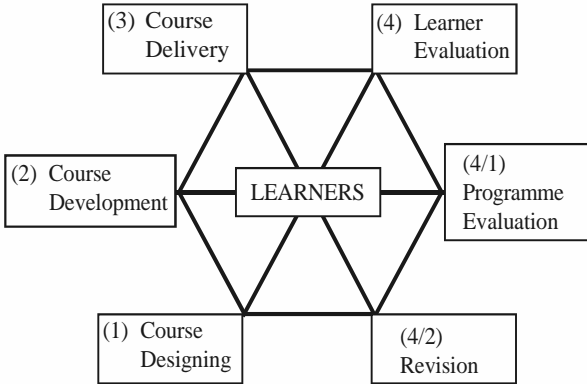 (3) Course
Delivery
(4) Learner
Evaluation
(2) Course
Development
LEARNERS
(4/1)
Programme
Evaluation
(1) Course
Designing
(4/2)
Revision